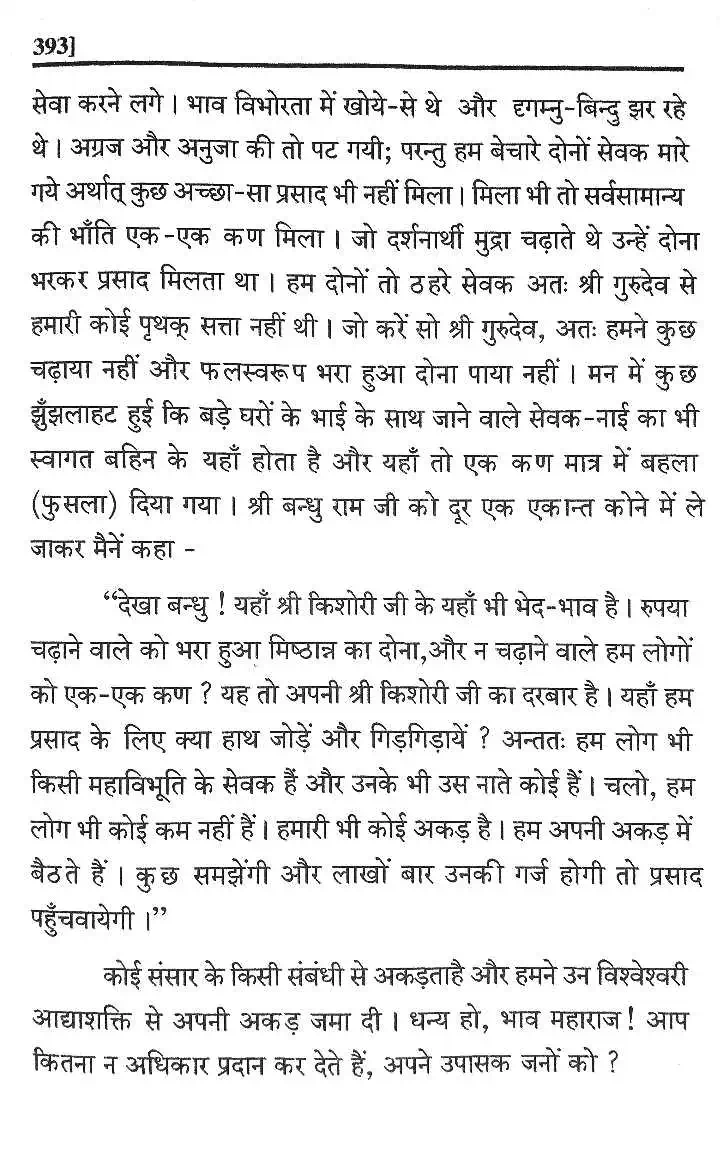 393]
सेवा करने लगे । भाव विभोरता में खोये-से थे और दृगम्नु-बिन्दु झर रहे
थे । अग्रज और अनुजा की तो पट गयी; परन्तु हम बेचारे दोनों सेवक मारे
गये अर्थात् कुछ अच्छा-सा प्रसाद भी नहीं मिला । मिला भी तो सर्वसामान्य
की भाँति एक-एक कण मिला । जो दर्शनार्थी मुद्रा चढ़ाते थे उन्हें दोना
भरकर प्रसाद मिलता था । हम दोनों तो ठहरे सेवक अतः श्री गुरुदेव से
हमारी कोई पृथक् सत्ता नहीं थी । जो करें सो श्री गुरुदेव, अतः हमने कुछ
चढ़ाया नहीं और फलस्वरूप भरा हुआ दोना पाया नहीं । मन में कुछ
झुँझलाहट हुई कि बड़े घरों के भाई के साथ जाने वाले सेवक-नाई का भी
स्वागत बहिन के यहाँ होता है और यहाँ तो एक कण मात्र में बहला
(फुसला) दिया गया । श्री बन्धु राम जी को दूर एक एकान्त कोने में ले
जाकर मैनें कहा -
“देखा बन्धु ! यहाँ श्री किशोरी जी के यहाँ भी भेद-भाव है । रुपया
चढ़ाने वाले को भरा हुआ मिष्ठान्न का दोना,और न चढ़ाने वाले हम लोगों
को एक-एक कण ? यह तो अपनी श्री किशोरी जी का दरबार है । यहाँ हम
प्रसाद के लिए क्या हाथ जोड़ें और गिड़गिड़ायें ? अन्ततः हम लोग भी
किसी महाविभूति के सेवक हैं और उनके भी उस नाते कोई हैं । चलो, हम
लोग भी कोई कम नहीं हैं । हमारी भी कोई अकड़ है । हम अपनी अकड़ में
बैठते हैं । कुछ समझेंगी और लाखों बार उनकी गर्ज होगी तो प्रसाद
पहुँचवायेगी ।”
कोई संसार के किसी संबंधी से अकड़ताहै और हमने उन विश्वेश्वरी
आद्याशक्ति से अपनी अकड़ जमा दी । धन्य हो, भाव महाराज ! आप
कितना न अधिकार प्रदान कर देते हैं, अपने उपासक जनों को ?